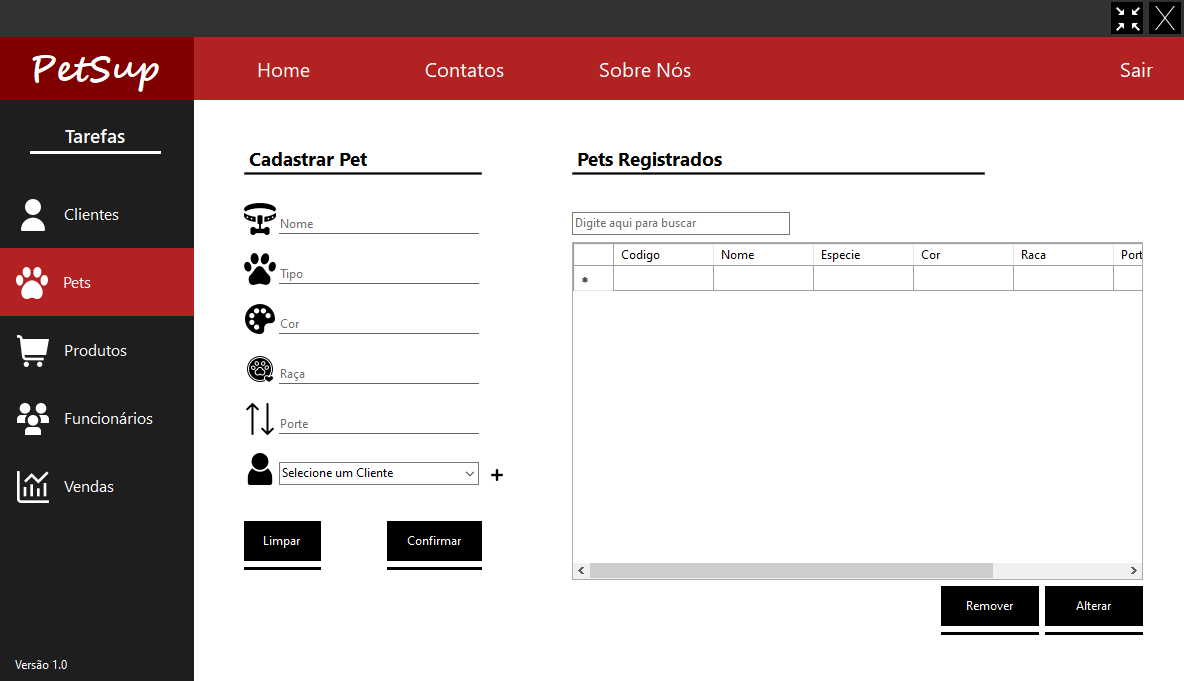 PetSup
Home
Contatos
Sobre Nós
Sair
Tarefas
Clientes
Pets
Produtos
Funcionários
Vendas
Versão 1.0
Cadastrar Pet
Nome
Tipo
Cor
Raça
Porte
Selecione um Cliente
Limpar
Confirmar
Pets Registrados
Digite aqui para buscar
Codigo Nome Especie Cor Raca Port
Remover
Alterar